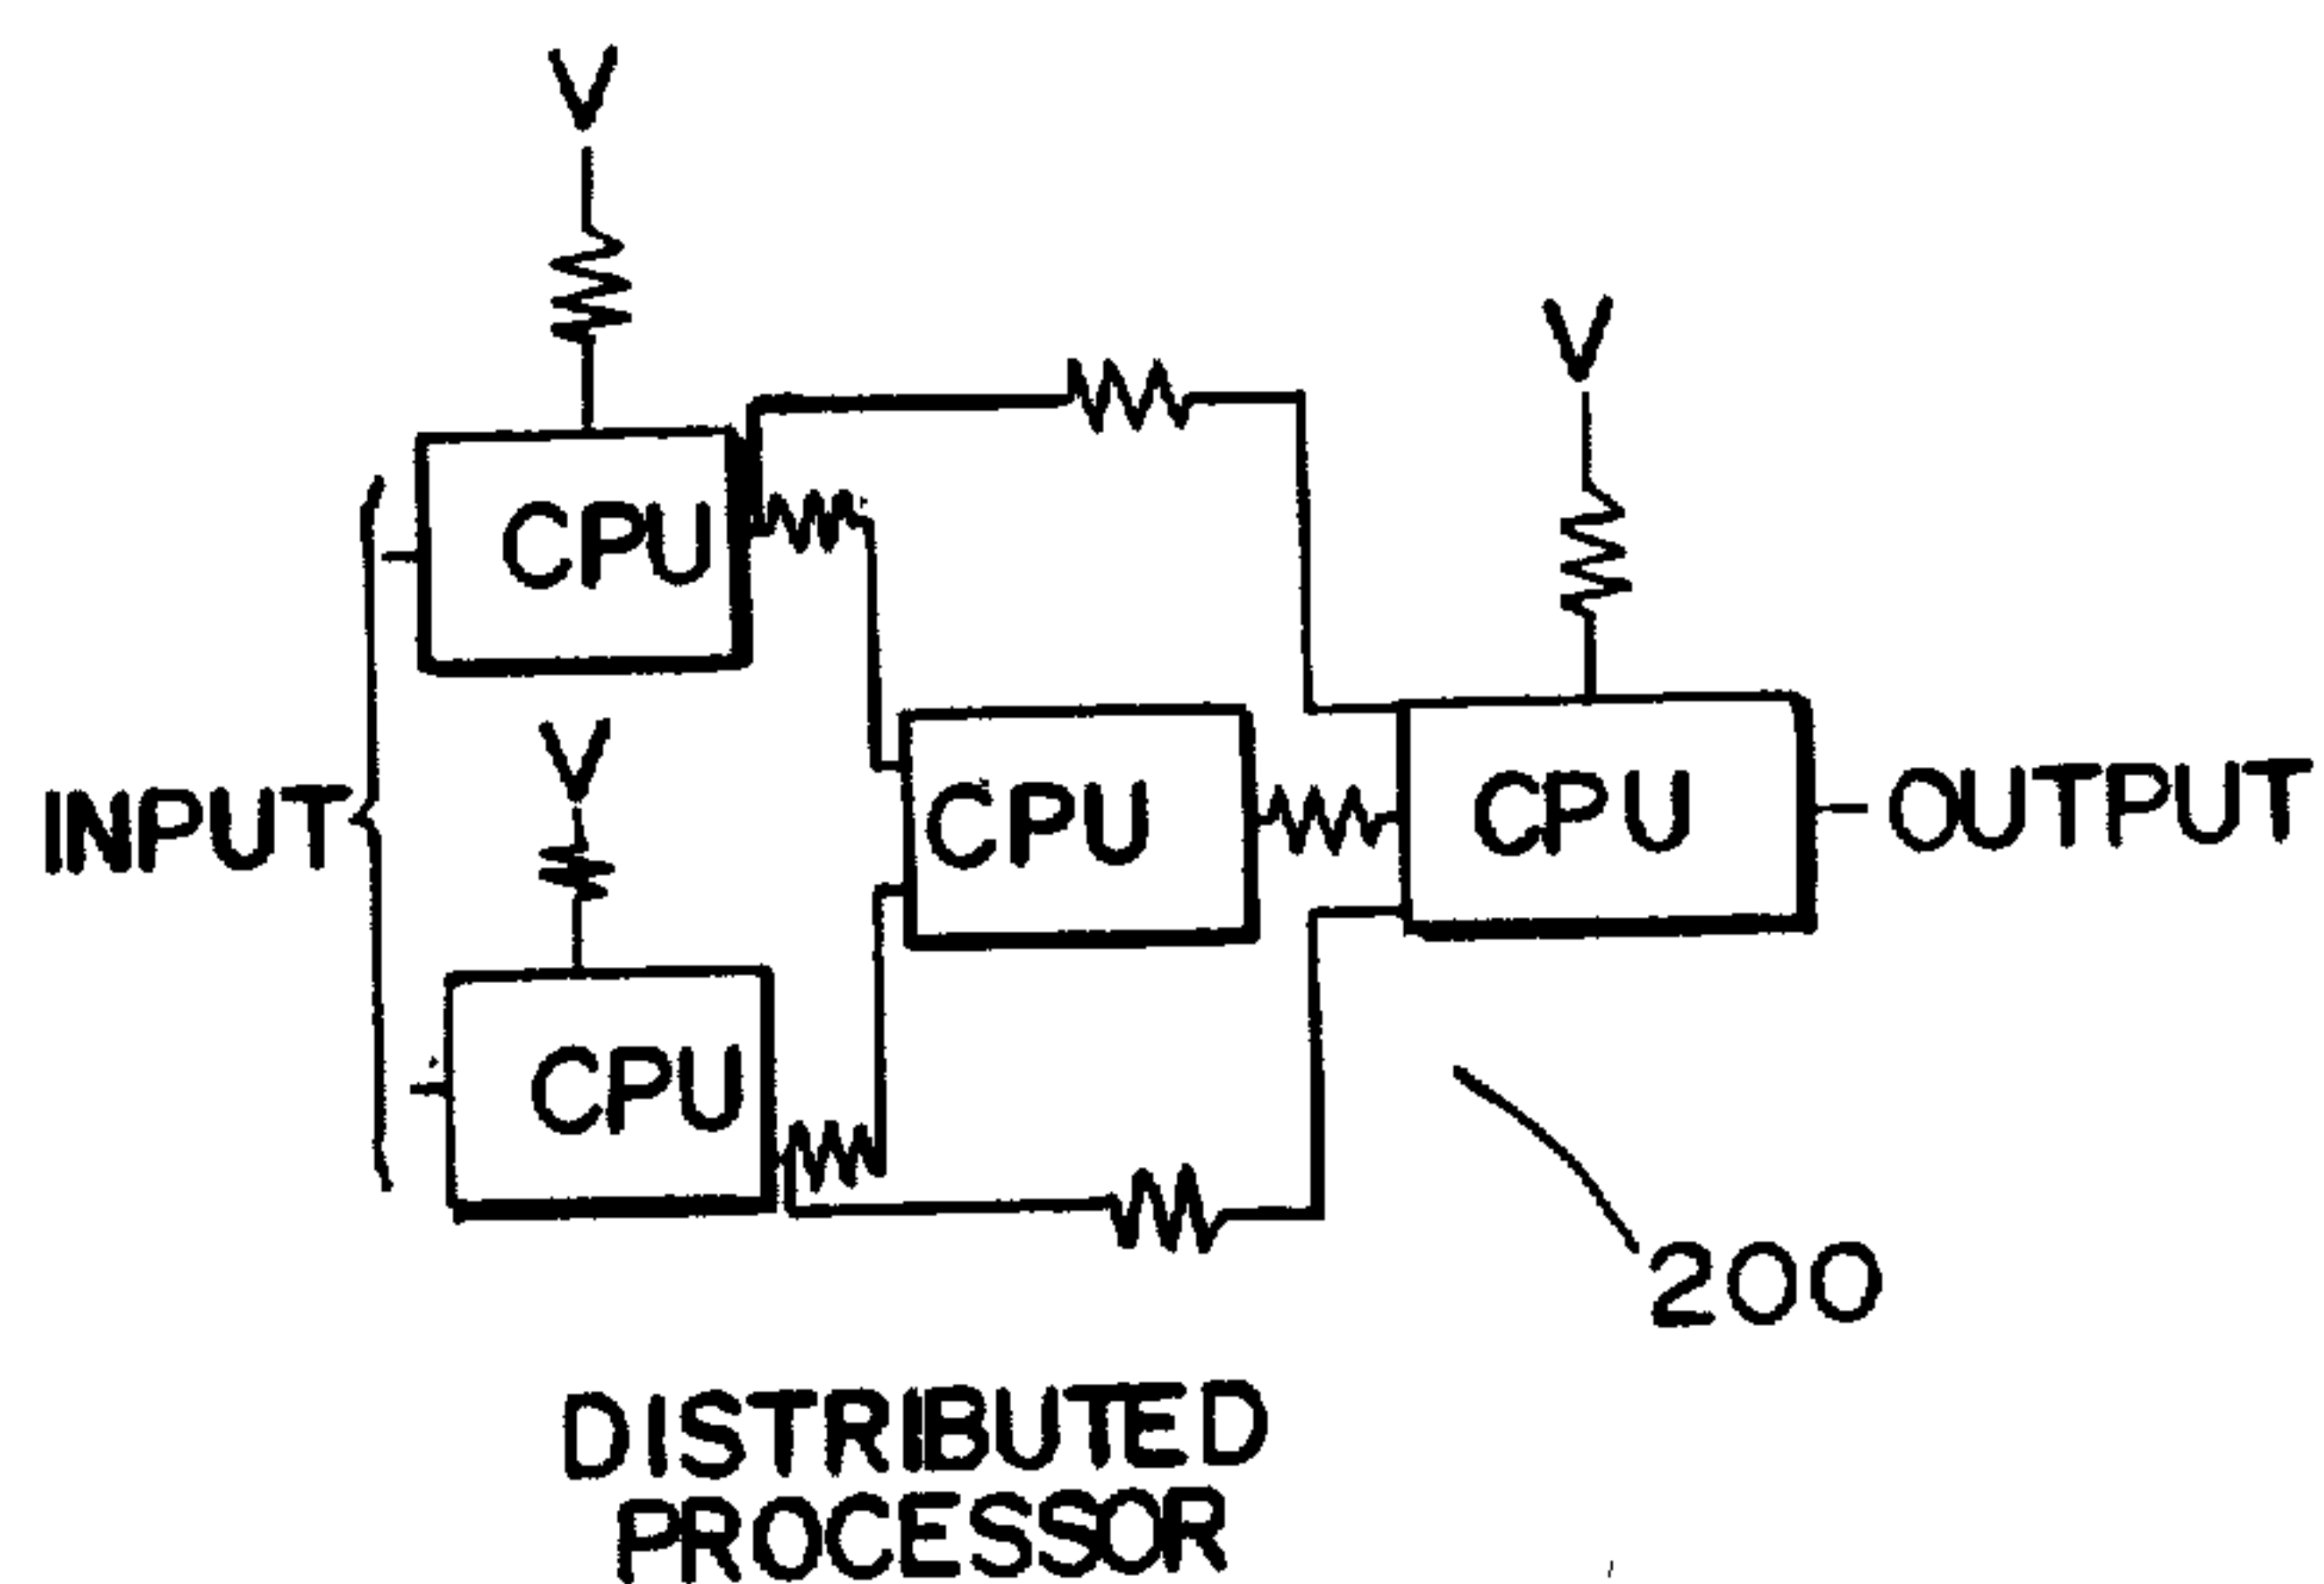 V
V
CPU
V
INPUT
CPU
CPU
OUTPUT
CPU
200
DISTRIBUTED
PROCESSOR